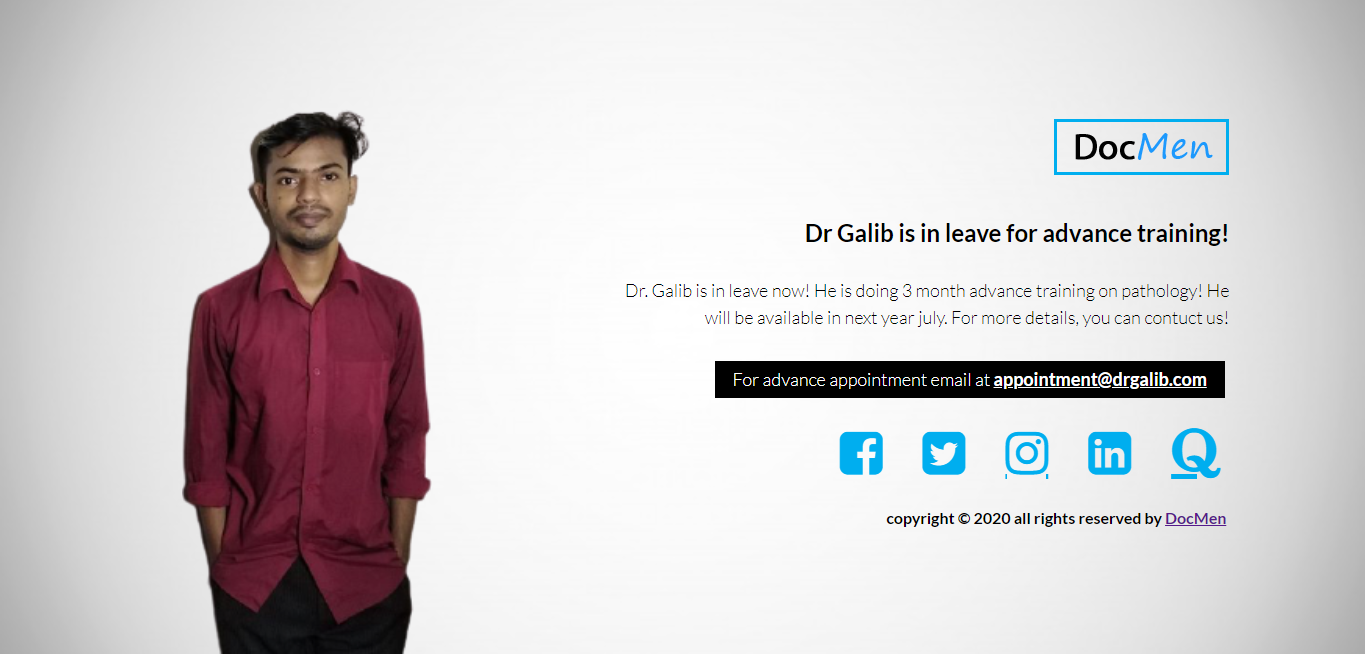 DocMen
Dr Galib is in leave for advance training!
Dr. Galib is in leave now! He is doing 3 month advance training on pathology! He
will be available in next year july. For more details, you can contuct us!
For advance appointment email at appointment@drgalib.com
copyright © 2020 all rights reserved by DocMen